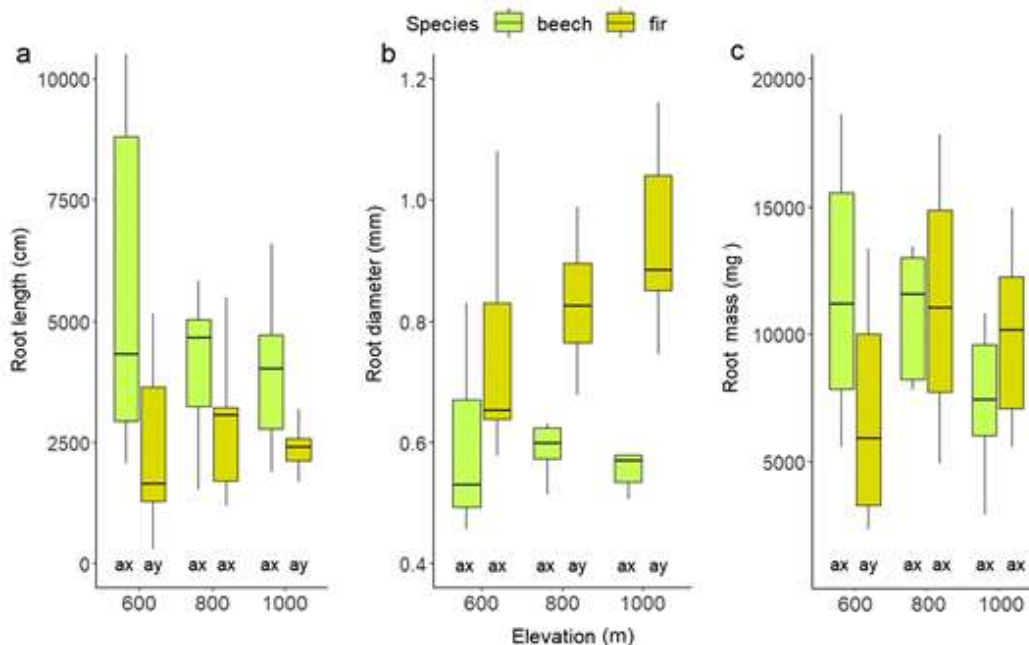 Species beech fir
a
Root length (cm)
10000
7500
5000
2500
0
ax ay ax ax ax ay
600 800 1000
b
Root diameter (mm)
1.2
1.0
0.8
0.6
0.4
ax ax ax ay ax ay
600 800 1000
Elevation (m)
c
Root mass (mg )
20000
15000
10000
5000
ax ay ax ax ax ax
600 800 1000